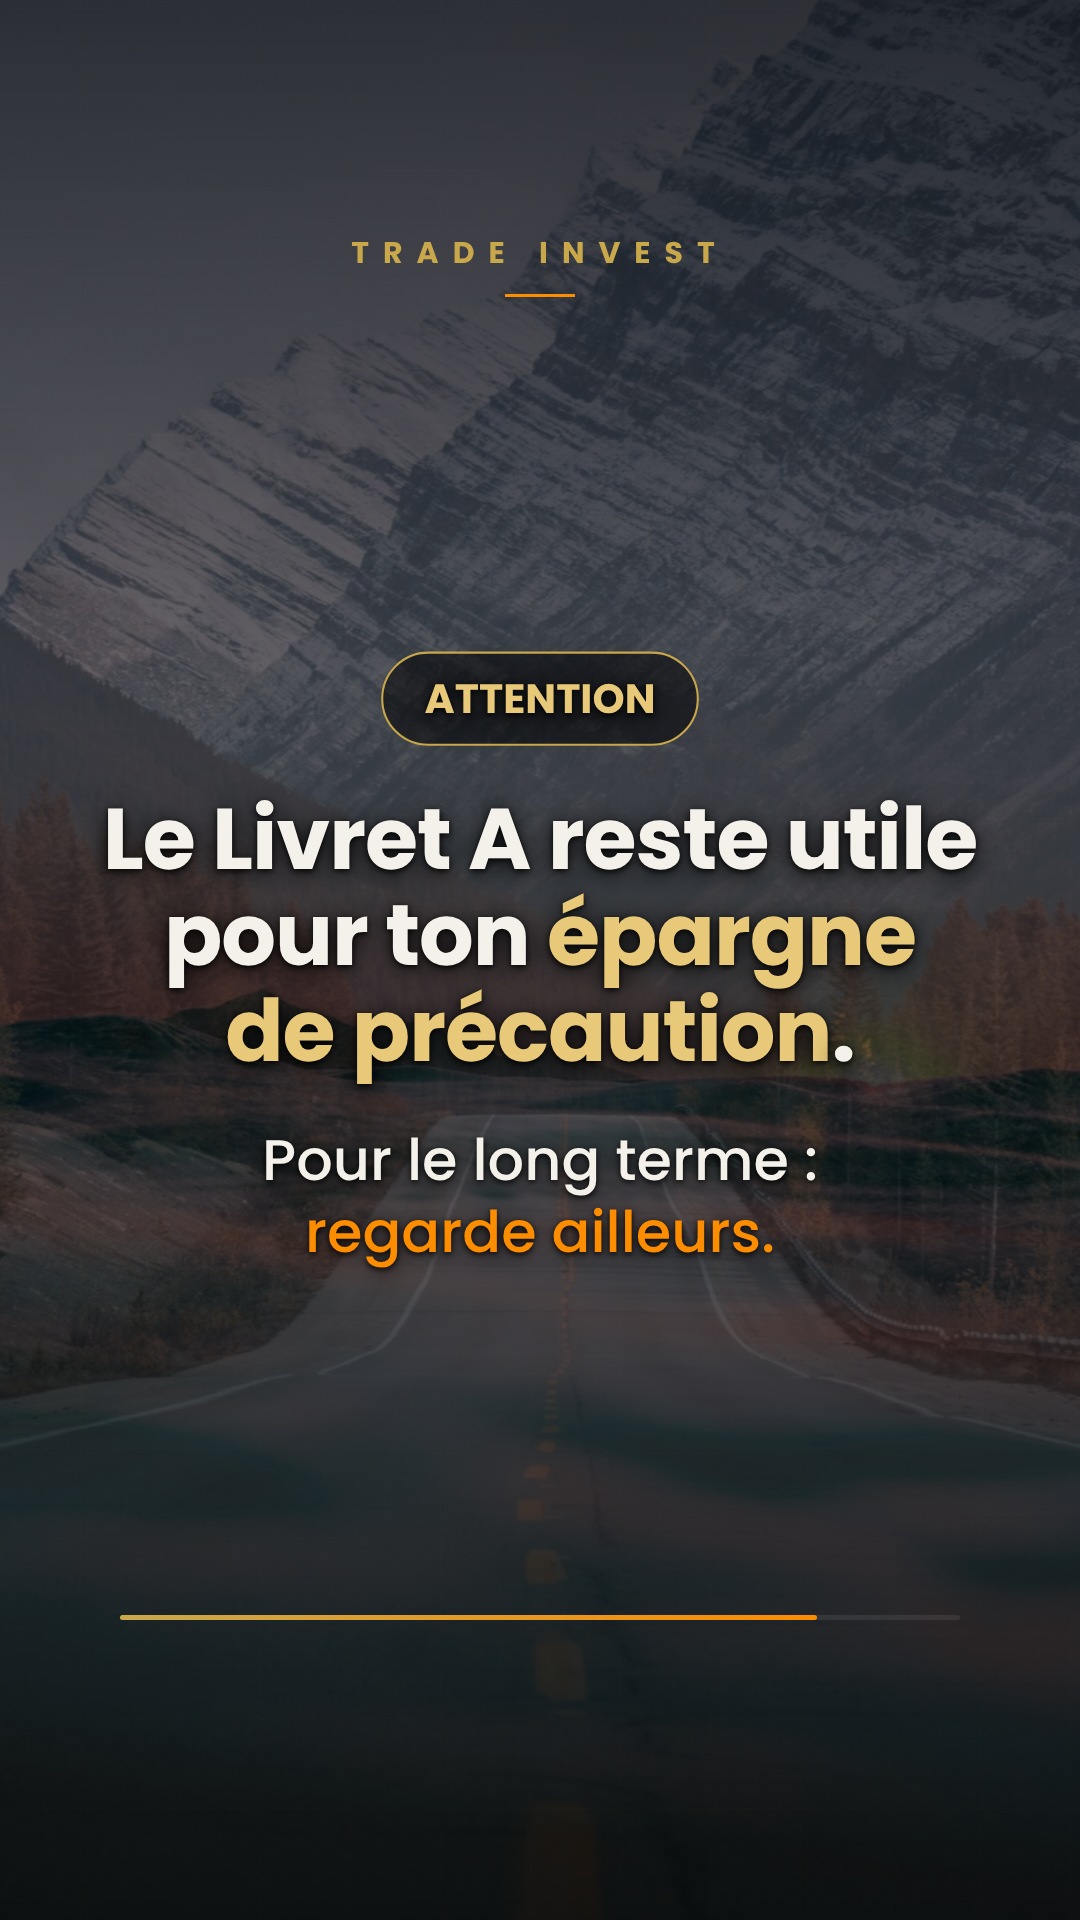 TRADE INVEST
ATTENTION
Le Livret A reste utile
pour ton épargne
de précaution.
Pour le long terme :
regarde ailleurs.